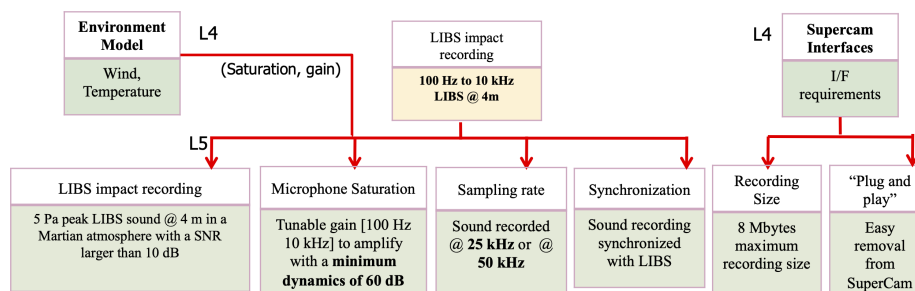 Environment
Model
Wind,
Temperature
L4
(Saturation, gain)
LIBS impact
recording
100 Hz to 10 kHz
LIBS @ 4m
L4
Supercam
Interfaces
I/F
requirements
L5
LIBS impact recording
5 Pa peak LIBS sound @ 4 m in a
Martian atmosphere with a SNR
larger than 10 dB
Microphone Saturation
Tunable gain [100 Hz
10 kHz] to amplify
with a minimum
dynamics of 60 dB
Sampling rate
Sound recorded
@ 25 kHz or @
50 kHz
Synchronization
Sound recording
synchronized
with LIBS
Recording
Size
8 Mbytes
maximum
recording size
“Plug and
play”
Easy
removal
from
SuperCam